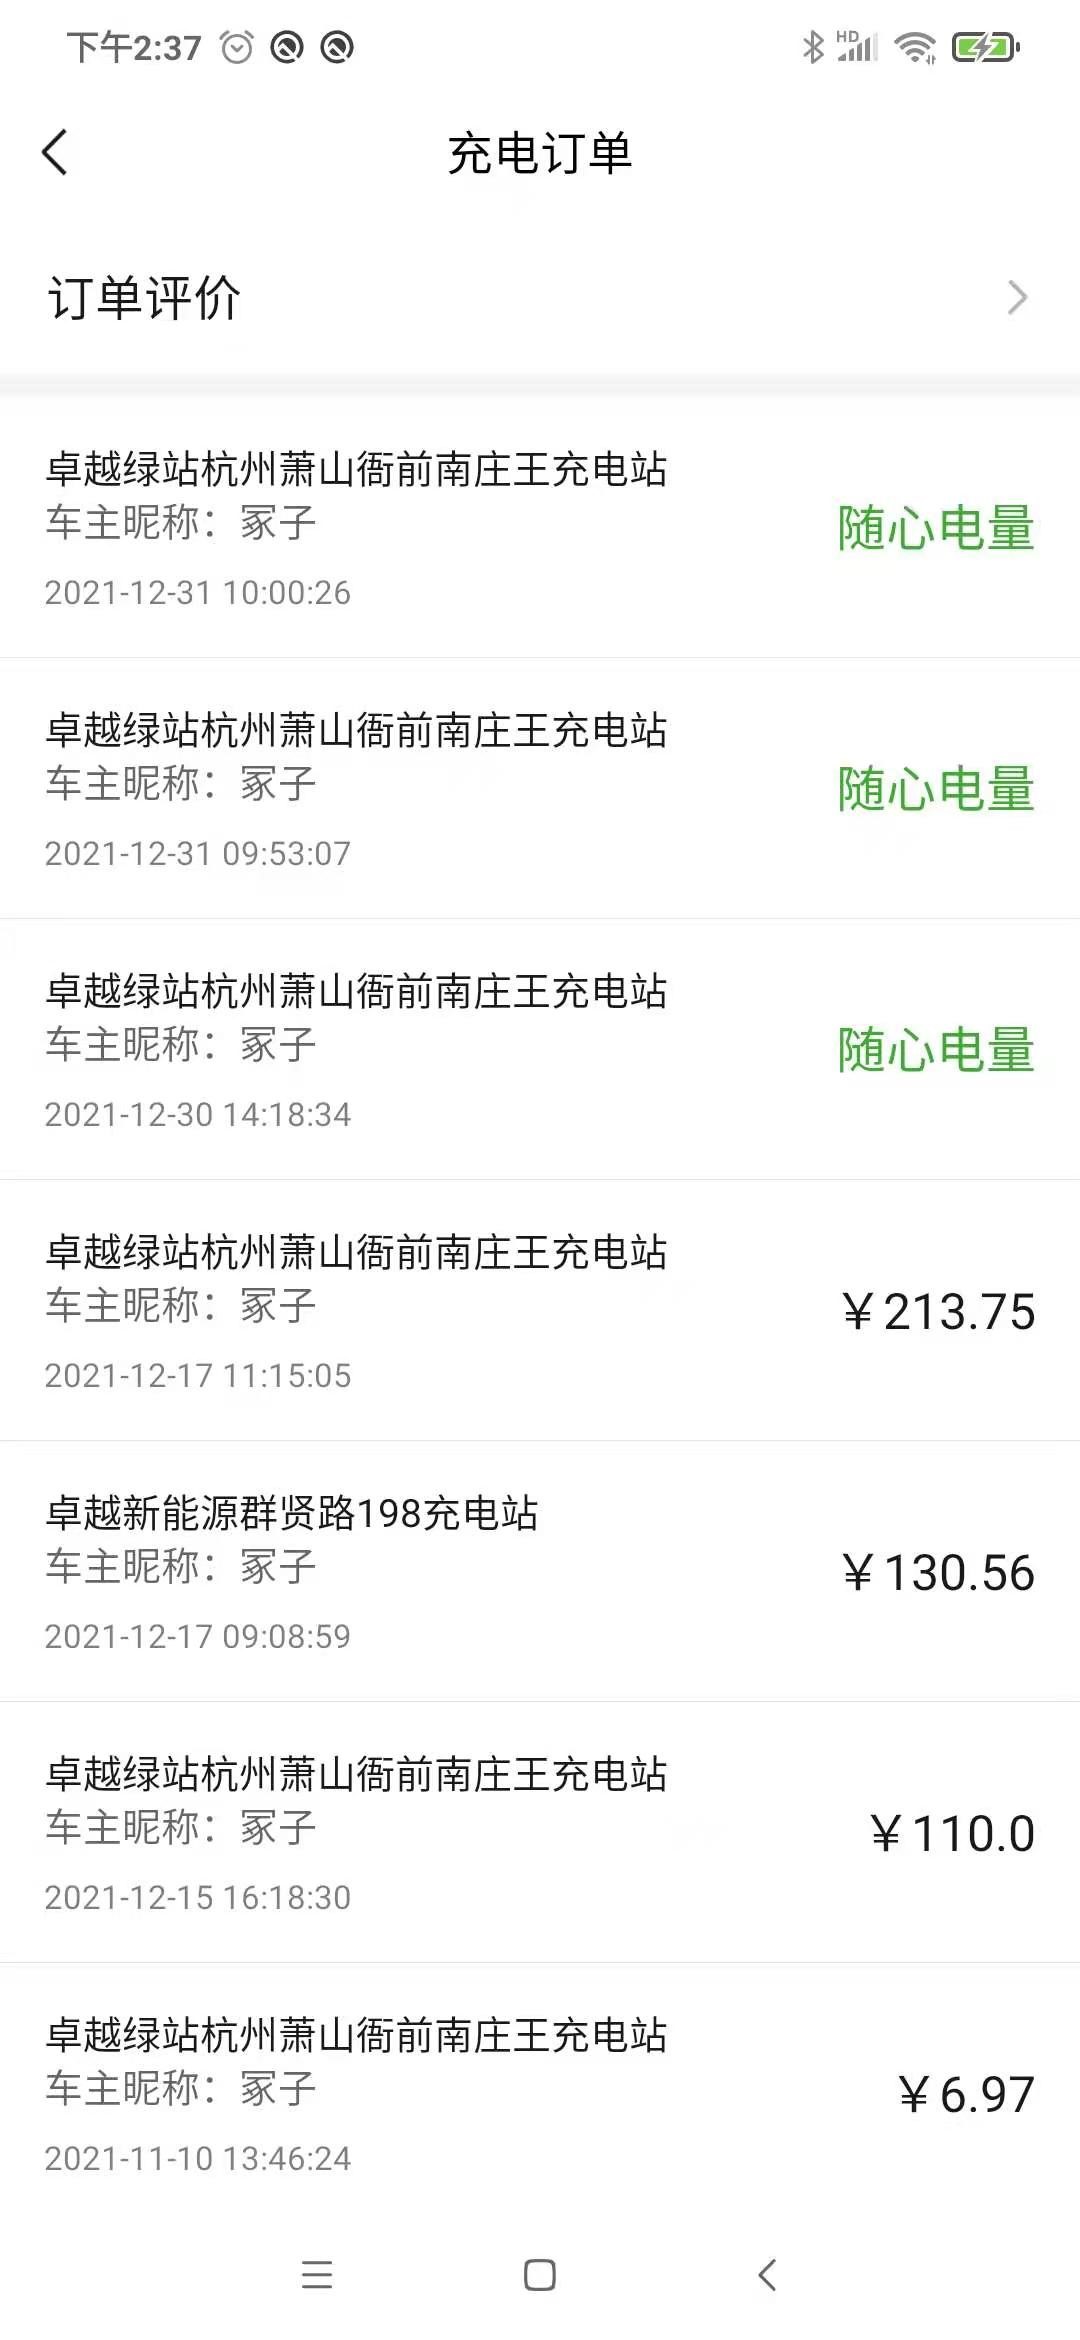 下午2:37
HD
充电订单
订单评价
卓越绿站杭州萧山衙前南庄王充电站
车主昵称：冢子
随心电量
2021-12-31 10:00:26
卓越绿站杭州萧山衙前南庄王充电站
车主昵称：冢子
随心电量
2021-12-31 09:53:07
卓越绿站杭州萧山衙前南庄王充电站
车主昵称：冢子
随心电量
2021-12-30 14:18:34
卓越绿站杭州萧山衙前南庄王充电站
车主昵称：冢子
￥213.75
2021-12-17 11:15:05
卓越新能源群贤路198充电站
车主昵称：冢子
￥130.56
2021-12-17 09:08:59
卓越绿站杭州萧山衙前南庄王充电站
车主昵称：冢子
￥110.0
2021-12-15 16:18:30
卓越绿站杭州萧山衙前南庄王充电站
车主昵称：冢子
￥6.97
2021-11-10 13:46:24